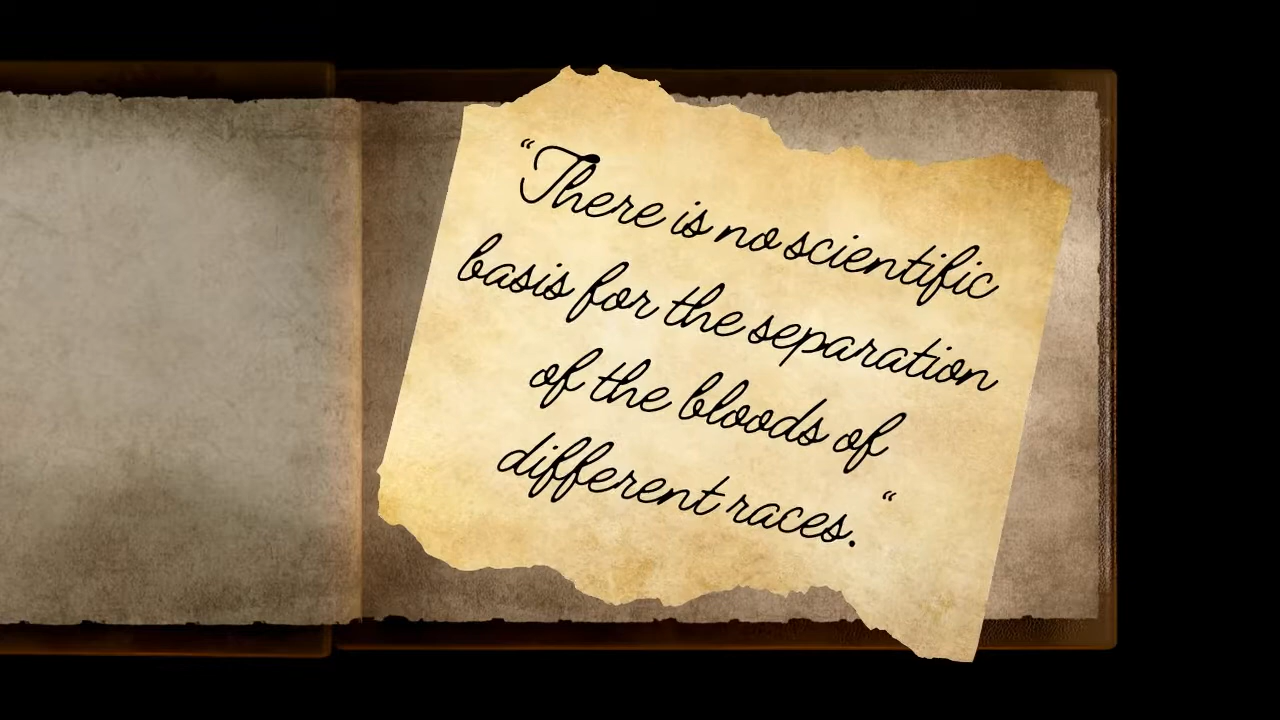 “There is no scientific
basis for the separation
of the bloods of
different races.“